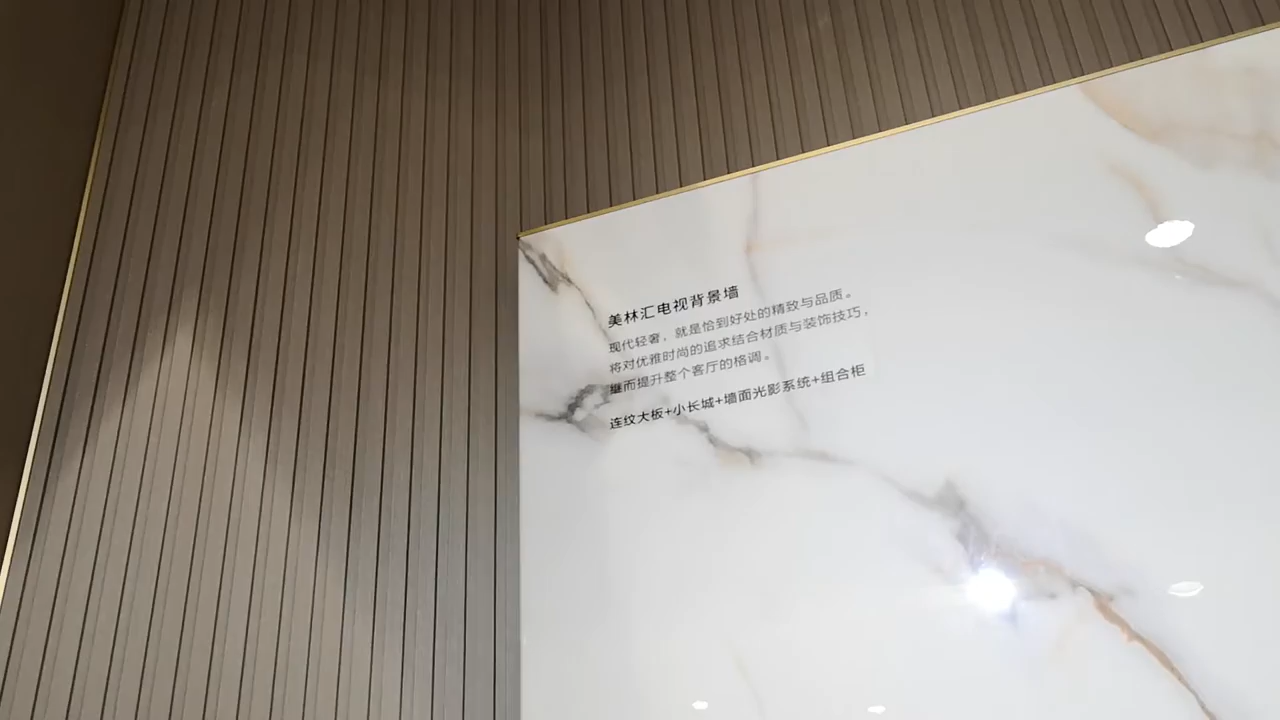 美林汇电视背景墙
现代轻奢，就是恰到好处的精致与品质。
将对优雅时尚的追求结合材质与装饰技巧，
继而提升整个客厅的格调。
连纹大板+小长城+墙面光影系统+组合柜